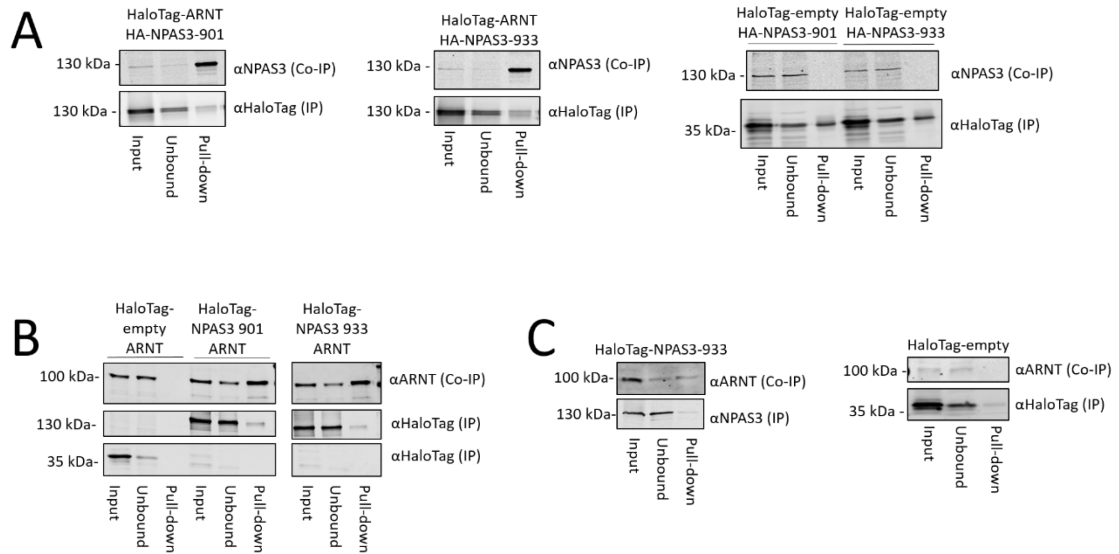 A
HaloTag-ARNT
HA-NPAS3-901
130 kDa -
αNPAS3 (Co-IP)
130 kDa -
αHaloTag (IP)
Input
Unbound
Pull-down
HaloTag-ARNT
HA-NPAS3-933
130 kDa -
αNPAS3 (Co-IP)
130 kDa -
αHaloTag (IP)
Input
Unbound
Pull-down
HaloTag-empty HaloTag-empty
HA-NPAS3-901 HA-NPAS3-933
130 kDa -
αNPAS3 (Co-IP)
35 kDa-
αHaloTag (IP)
Input
Unbound
Pull-down
Input
Unbound
Pull-down
B
HaloTag-
empty
ARNT
HaloTag-
NPAS3 901
ARNT
HaloTag-
NPAS3 933
ARNT
100 kDa-
αARNT (Co-IP)
130 kDa-
αHaloTag (IP)
35 kDa-
αHaloTag (IP)
Input
Unbound
Pull-down
Input
Unbound
Pull-down
Input
Unbound
Pull-down
C
HaloTag-NPAS3-933
100 kDa-
αARNT (Co-IP)
130 kDa-
αNPAS3 (IP)
Input
Unbound
Pull-down
HaloTag-empty
100 kDa-
αARNT (Co-IP)
35 kDa-
αHaloTag (IP)
Input
Unbound
Pull-down